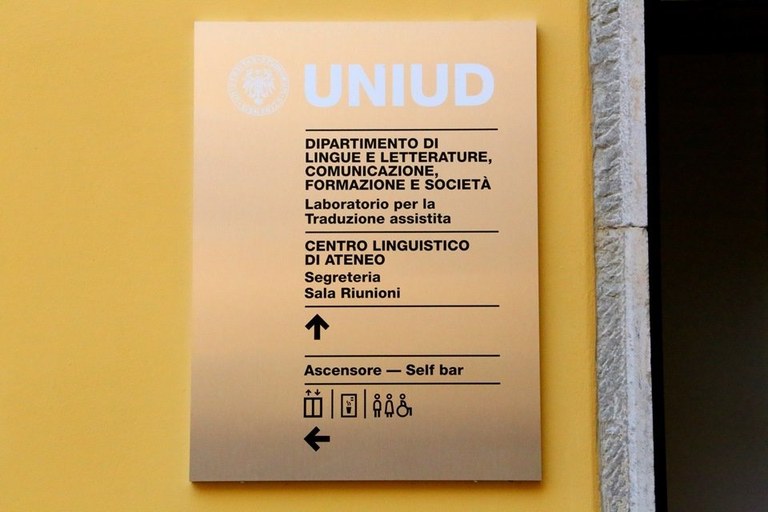 UNIUD
DIPARTIMENTO DI
LINGUE E LETTERATURE,
COMUNICAZIONE,
FORMAZIONE E SOCIETÀ
Laboratorio per la
Traduzione assistita
CENTRO LINGUISTICO
DI ATENEO
Segreteria
Sala Riunioni
Ascensore — Self bar